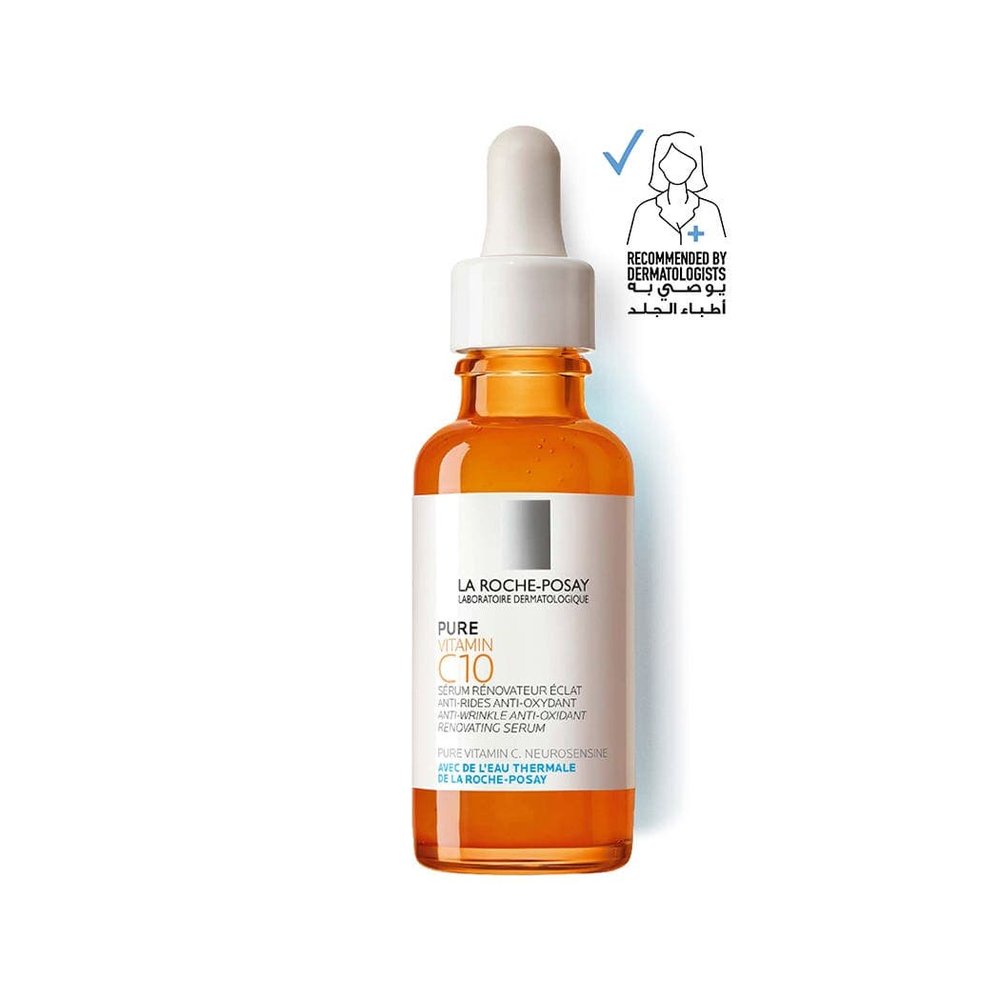 RECOMMENDED BY
DERMATOLOGISTS
يوصي به
أطباء الجلد
LA ROCHE-POSAY
LABORATOIRE DERMATOLOGIQUE
PURE
VITAMIN
C10
SÉRUM RÉNOVATEUR ÉCLAT
ANTI-RIDES ANTI-OXYDANT
ANTI-WRINKLE ANTI-OXIDANT
RENOVATING SERUM
PURE VITAMIN C. NEUROSENSINE
AVEC DE L'EAU THERMALE
DE LA ROCHE-POSAY